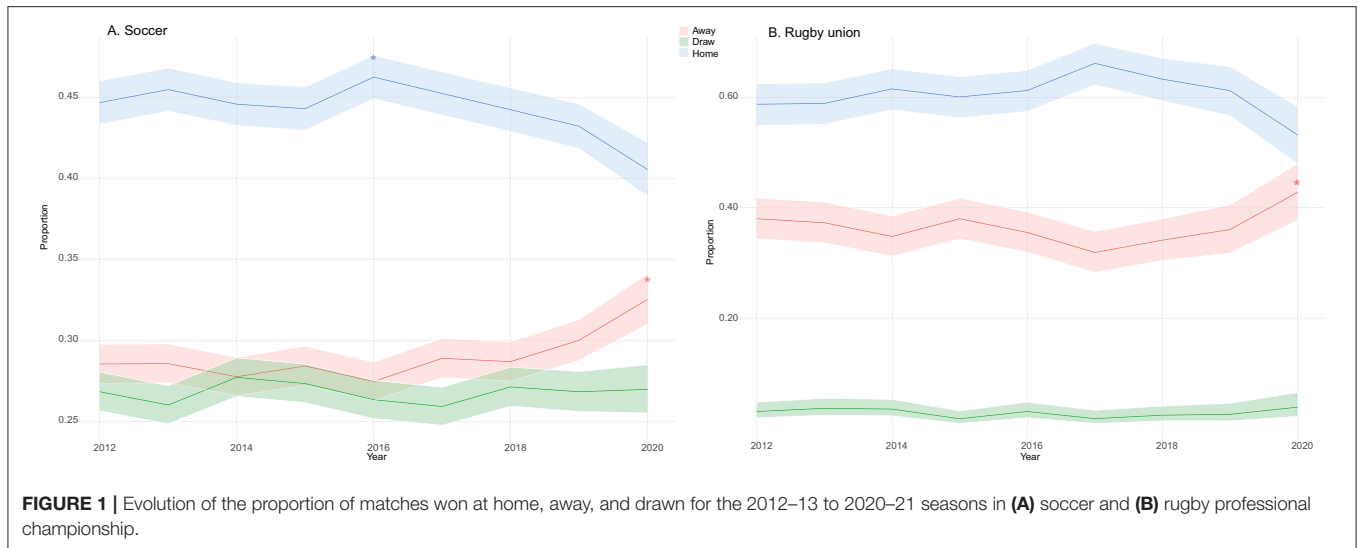 A. Soccer
Proportion
0.45
0.40
0.35
0.30
0.25
*
*
2012
2014
2016
2018
2020
Year
Away
Draw
Home
B. Rugby union
Proportion
0.60
0.40
0.20
*
2012
2014
2016
2018
2020
Year
FIGURE 1 | Evolution of the proportion of matches won at home, away, and drawn for the 2012–13 to 2020–21 seasons in (A) soccer and (B) rugby professional
championship.